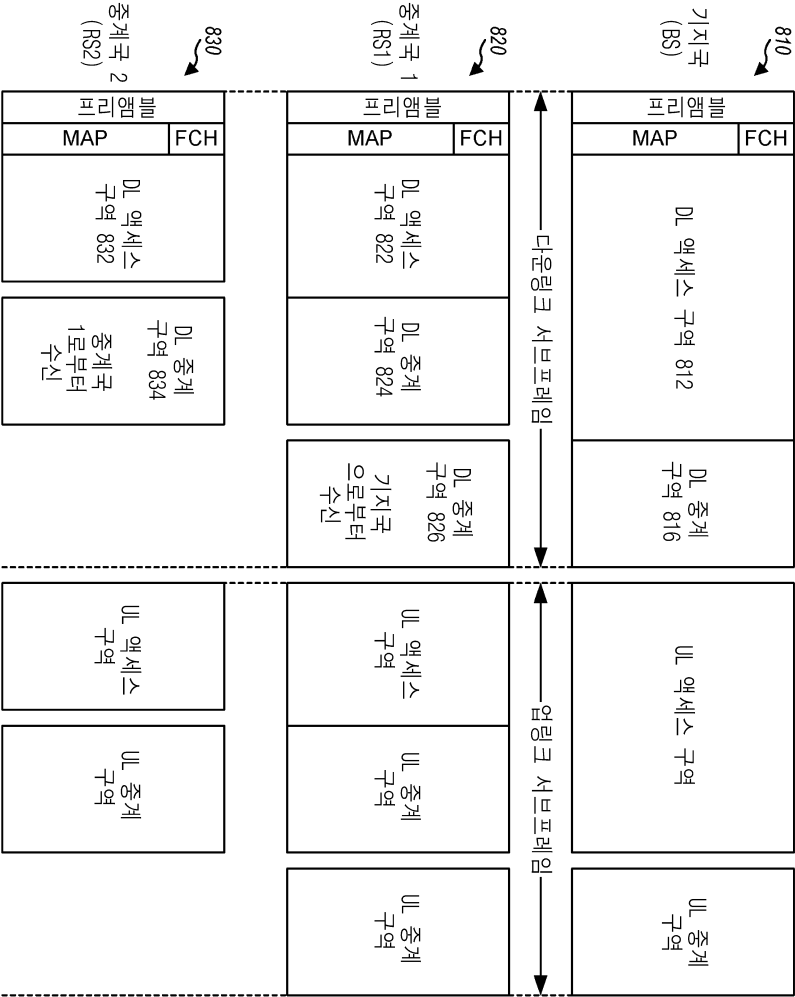 810
기지국
(BS)
프리앰블
FCH
MAP
DL 액세스 구역 812
DL 중계
구역 816
UL 액세스 구역
UL 중계
구역
다운링크 서브프레임
업링크 서브프레임
820
중계국 1
(RS1)
프리앰블
FCH
MAP
DL 액세스
구역 822
DL 중계
구역 824
DL 중계
구역 826
기지국
으로부터
수신
UL 액세스
구역
UL 중계
구역
UL 중계
구역
830
중계국 2
(RS2)
프리앰블
FCH
MAP
DL 액세스
구역 832
DL 중계
구역 834
중계국
1로부터
수신
UL 액세스
구역
UL 중계
구역